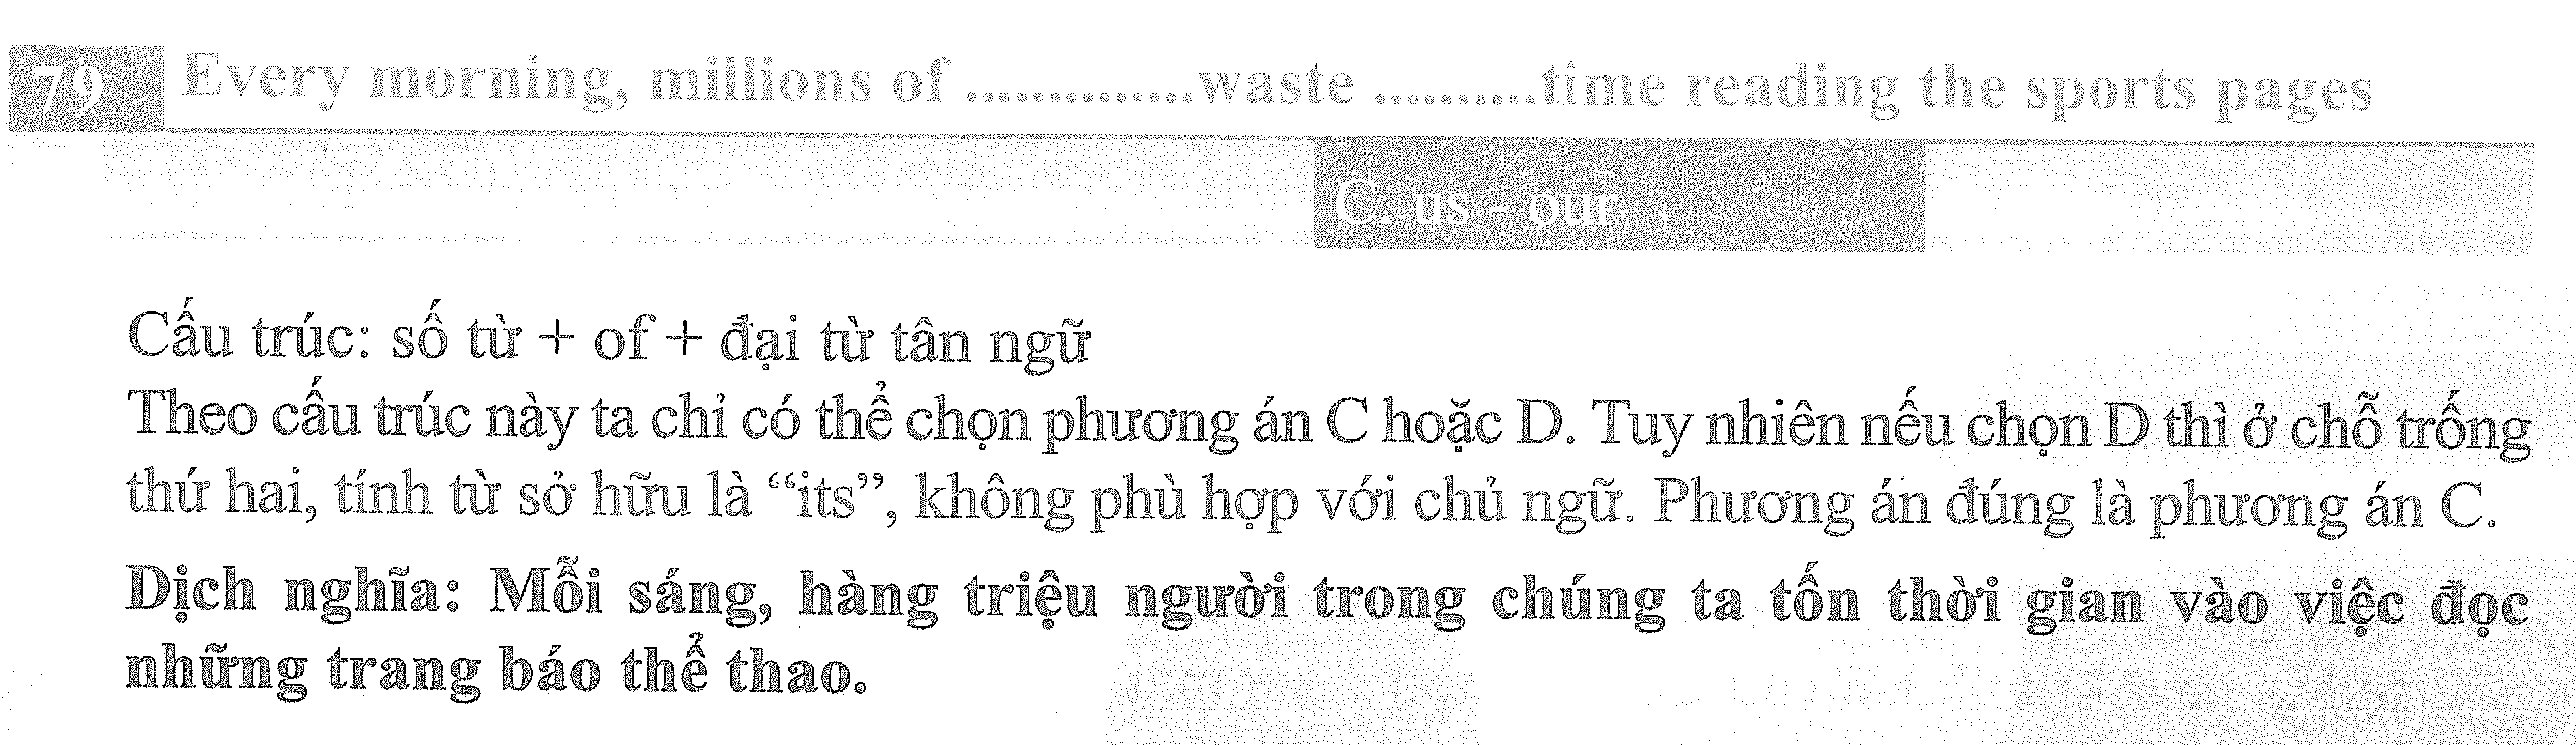 79 Every morning, millions of ..............waste ..........time reading the sports pages
C. us - our
Cấu trúc: số từ + of + đại từ tân ngữ
Theo cấu trúc này ta chỉ có thể chọn phương án C hoặc D. Tuy nhiên nếu chọn D thì ở chỗ trống
thứ hai, tính từ sở hữu là “its”, không phù hợp với chủ ngữ. Phương án đúng là phương án C.
Dịch nghĩa: Mỗi sáng, hàng triệu người trong chúng ta tốn thời gian vào việc đọc
những trang báo thể thao.